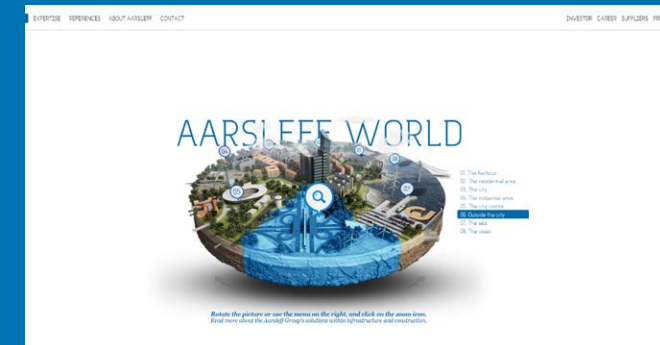 EXPERTISE REFERENCES ABOUT AARSLEFF CONTACT
INVESTOR CAREER SUPPLIERS
AARSLEFF WORLD
01. The harbour
02. The residential area
03. The city
04. The industrial area
05. The city centre
06. Outside the city
07. The sea
08. The coast
05
07
Rotate the picture or use the menu on the right, and click on the zoom icon.
Read more about the Aarsleff Group's solutions within infrastructure and construction.